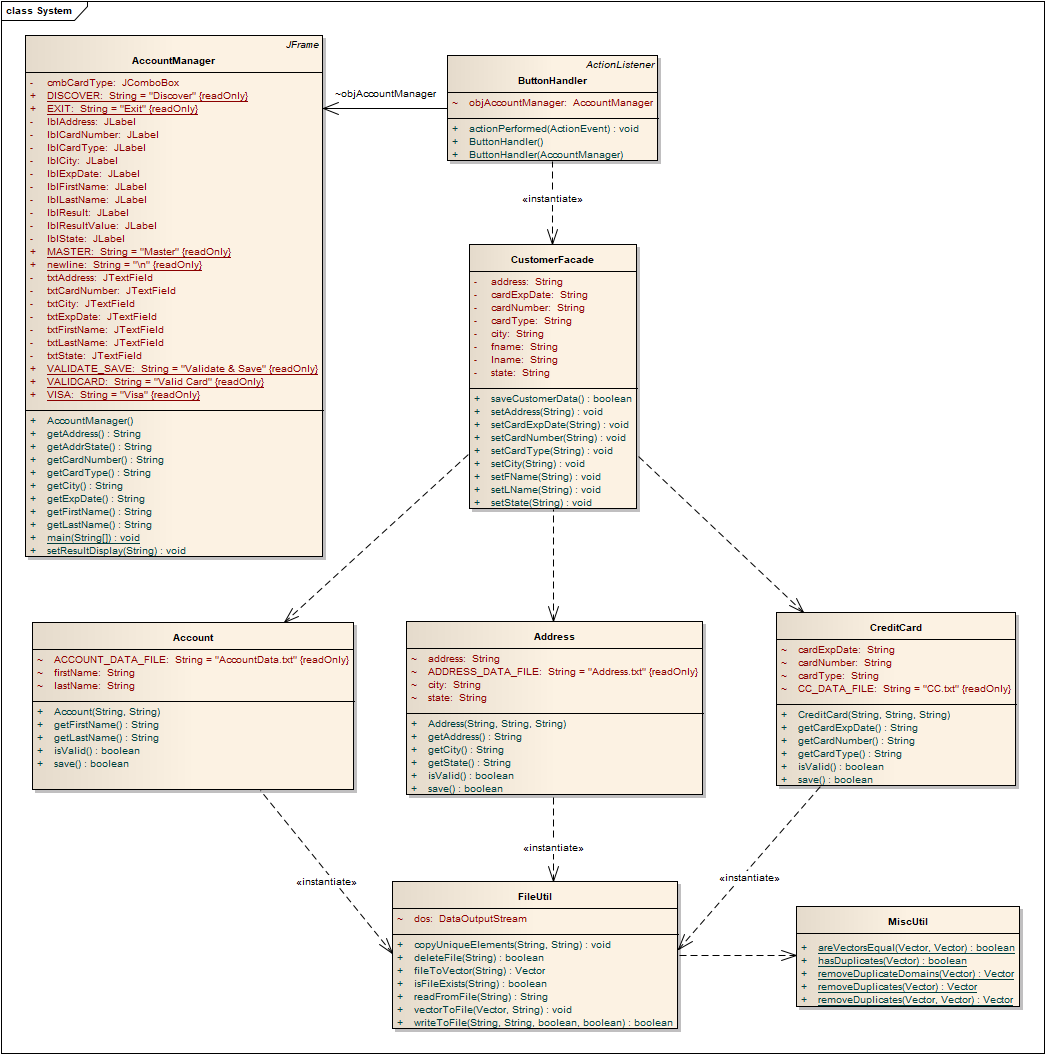 class System
JFrame
AccountManager
- cmbCardType: JComboBox
+ DISCOVER: String = "Discover" {readOnly}
+ EXIT: String = "Exit" {readOnly}
- lblAddress: JLabel
- lblCardNumber: JLabel
- lblCardType: JLabel
- lblCity: JLabel
- lblExpDate: JLabel
- lblFirstName: JLabel
- lblLastName: JLabel
- lblResult: JLabel
- lblResultValue: JLabel
- lblState: JLabel
+ MASTER: String = "Master" {readOnly}
+ newline: String = "\n" {readOnly}
- txtAddress: JTextField
- txtCardNumber: JTextField
- txtCity: JTextField
- txtExpDate: JTextField
- txtFirstName: JTextField
- txtLastName: JTextField
- txtState: JTextField
+ VALIDATE_SAVE: String = "Validate & Save" {readOnly}
+ VALIDCARD: String = "Valid Card" {readOnly}
+ VISA: String = "Visa" {readOnly}
+ AccountManager()
+ getAddress() : String
+ getAddrState() : String
+ getCardNumber() : String
+ getCardType() : String
+ getCity() : String
+ getExpDate() : String
+ getFirstName() : String
+ getLastName() : String
+ main(String[]) : void
+ setResultDisplay(String) : void
~objAccountManager
ActionListener
ButtonHandler
~ objAccountManager: AccountManager
+ actionPerformed(ActionEvent) : void
+ ButtonHandler()
+ ButtonHandler(AccountManager)
«instantiate»
CustomerFacade
- address: String
- cardExpDate: String
- cardNumber: String
- cardType: String
- city: String
- fname: String
- lname: String
- state: String
+ saveCustomerData() : boolean
+ setAddress(String) : void
+ setCardExpDate(String) : void
+ setCardNumber(String) : void
+ setCardType(String) : void
+ setCity(String) : void
+ setFName(String) : void
+ setLName(String) : void
+ setState(String) : void
Account
~ ACCOUNT_DATA_FILE: String = "AccountData.txt" {readOnly}
~ firstName: String
~ lastName: String
+ Account(String, String)
+ getFirstName() : String
+ getLastName() : String
+ isValid() : boolean
+ save() : boolean
Address
~ address: String
~ ADDRESS_DATA_FILE: String = "Address.txt" {readOnly}
~ city: String
~ state: String
+ Address(String, String, String)
+ getAddress() : String
+ getCity() : String
+ getState() : String
+ isValid() : boolean
+ save() : boolean
CreditCard
~ cardExpDate: String
~ cardNumber: String
~ cardType: String
~ CC_DATA_FILE: String = "CC.txt" {readOnly}
+ CreditCard(String, String, String)
+ getCardExpDate() : String
+ getCardNumber() : String
+ getCardType() : String
+ isValid() : boolean
+ save() : boolean
«instantiate»
«instantiate»
«instantiate»
FileUtil
~ dos: DataOutputStream
+ copyUniqueElements(String, String) : void
+ deleteFile(String) : boolean
+ fileToVector(String) : Vector
+ isFileExists(String) : boolean
+ readFromFile(String) : String
+ vectorToFile(Vector, String) : void
+ writeToFile(String, String, boolean, boolean) : boolean
MiscUtil
+ areVectorsEqual(Vector, Vector) : boolean
+ hasDuplicates(Vector) : boolean
+ removeDuplicateDomains(Vector) : Vector
+ removeDuplicates(Vector) : Vector
+ removeDuplicates(Vector, Vector) : Vector